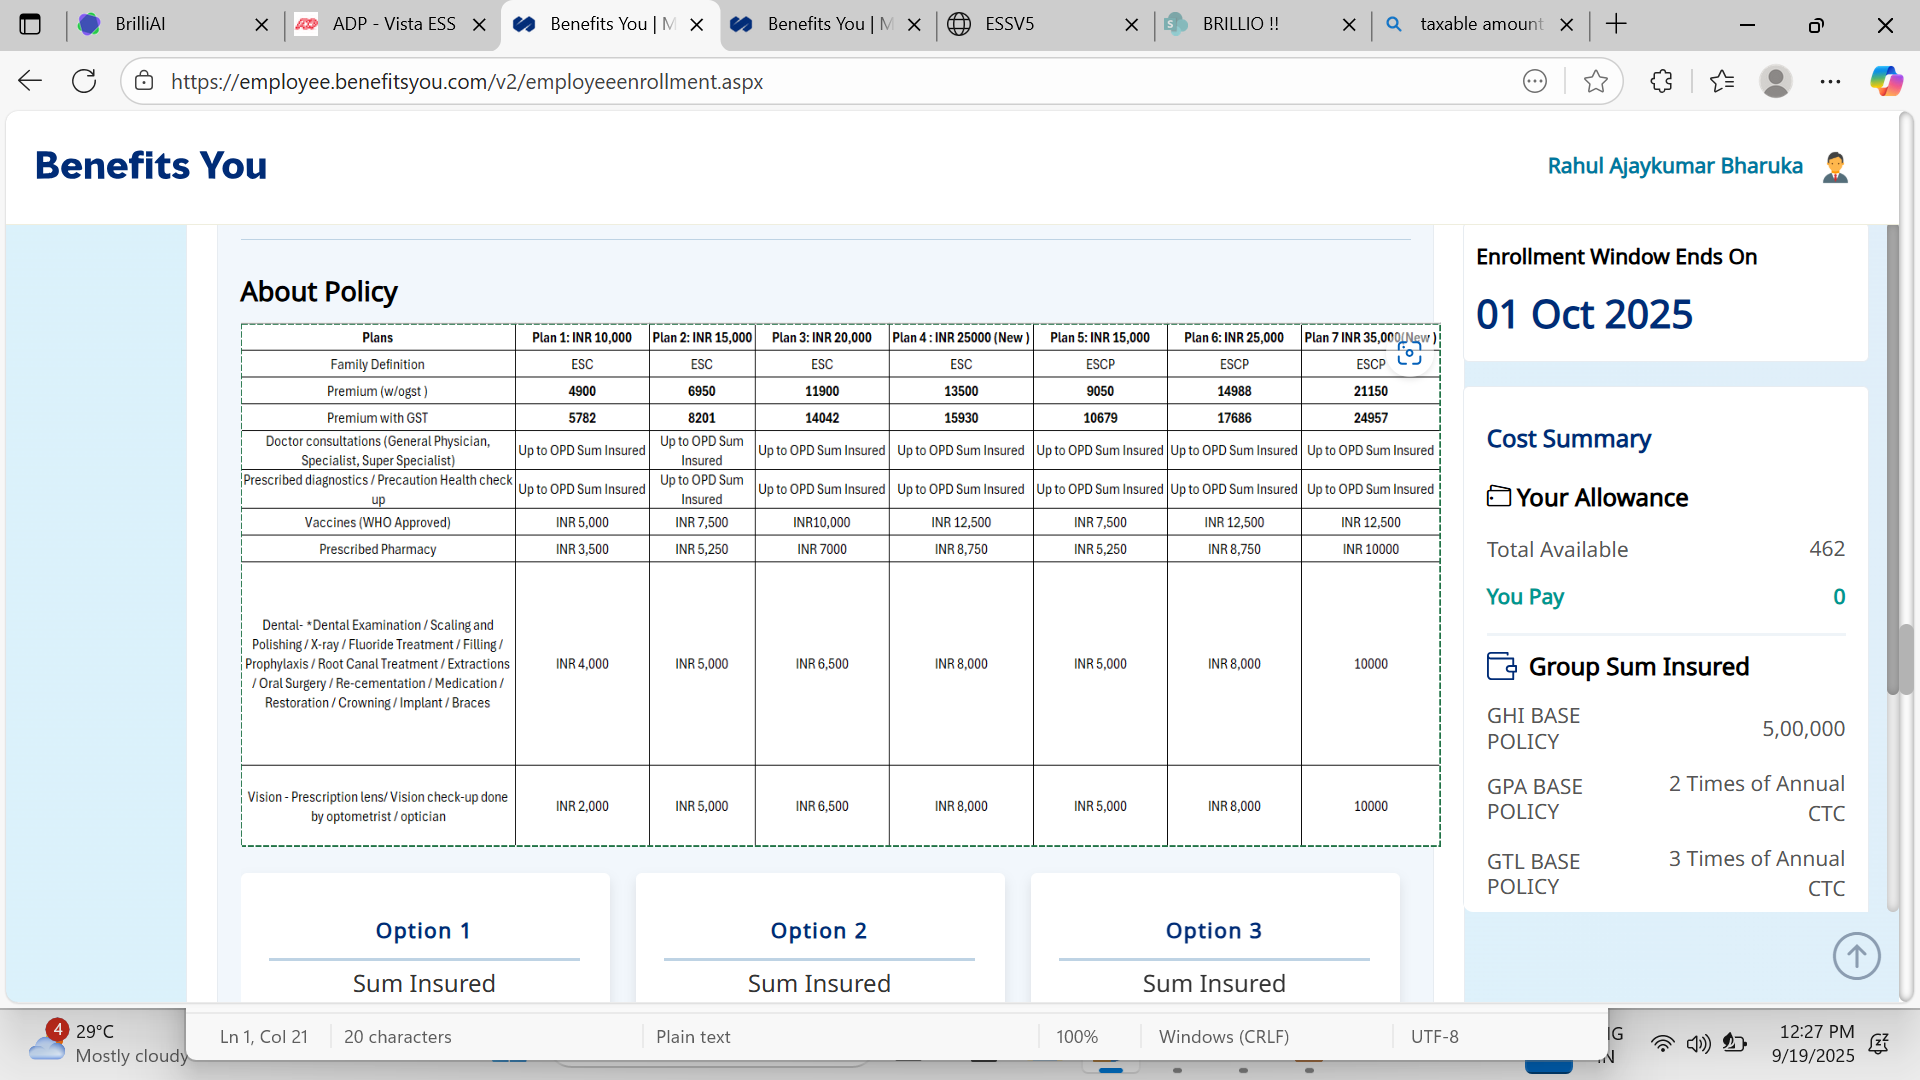 BrilliAI
ADP - Vista ESS
Benefits You | M
Benefits You | M
ESSV5
BRILLIO !!
taxable amount
https://employee.benefitsyou.com/v2/employeeenrollment.aspx
Benefits You
Rahul Ajaykumar Bharuka
About Policy
Plans Plan 1: INR 10,000 Plan 2: INR 15,000 Plan 3: INR 20,000 Plan 4 : INR 25000 (New ) Plan 5: INR 15,000 Plan 6: INR 25,000 Plan 7 INR 35,000(New )
Family Definition ESC ESC ESC ESC ESCP ESCP ESCP
Premium (w/ogst ) 4900 6950 11900 13500 9050 14988 21150
Premium with GST 5782 8201 14042 15930 10679 17686 24957
Doctor consultations (General Physician,
Specialist, Super Specialist)
Up to OPD Sum Insured
Up to OPD Sum
Insured
Up to OPD Sum Insured
Up to OPD Sum Insured
Up to OPD Sum Insured
Up to OPD Sum Insured
Up to OPD Sum Insured
Prescribed diagnostics / Precaution Health check
up
Up to OPD Sum Insured
Up to OPD Sum
Insured
Up to OPD Sum Insured
Up to OPD Sum Insured
Up to OPD Sum Insured
Up to OPD Sum Insured
Up to OPD Sum Insured
Vaccines (WHO Approved) INR 5,000 INR 7,500 INR10,000 INR 12,500 INR 7,500 INR 12,500 INR 12,500
Prescribed Pharmacy INR 3,500 INR 5,250 INR 7000 INR 8,750 INR 5,250 INR 8,750 INR 10000
Dental- *Dental Examination / Scaling and
Polishing / X-ray / Fluoride Treatment / Filling /
Prophylaxis / Root Canal Treatment / Extractions
/ Oral Surgery / Re-cementation / Medication /
Restoration / Crowning / Implant / Braces
INR 4,000 INR 5,000 INR 6,500 INR 8,000 INR 5,000 INR 8,000 10000
Vision - Prescription lens/ Vision check-up done
by optometrist / optician
INR 2,000 INR 5,000 INR 6,500 INR 8,000 INR 5,000 INR 8,000 10000
Option 1
Sum Insured
Option 2
Sum Insured
Option 3
Sum Insured
Enrollment Window Ends On
01 Oct 2025
Cost Summary
Your Allowance
Total Available 462
You Pay 0
Group Sum Insured
GHI BASE
POLICY
5,00,000
GPA BASE
POLICY
2 Times of Annual
CTC
GTL BASE
POLICY
3 Times of Annual
CTC
Ln 1, Col 21
20 characters
Plain text
100%
Windows (CRLF)
UTF-8
4
29°C
Mostly cloudy
12:27 PM
9/19/2025